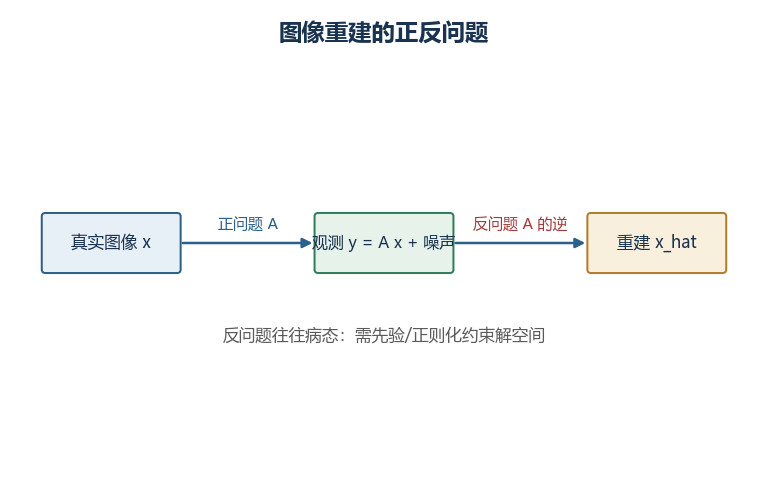 图像重建的正反问题
正问题 A
反问题 A 的逆
真实图像 x
观测 y = A x + 噪声
重建 x_hat
反问题往往病态：需先验/正则化约束解空间